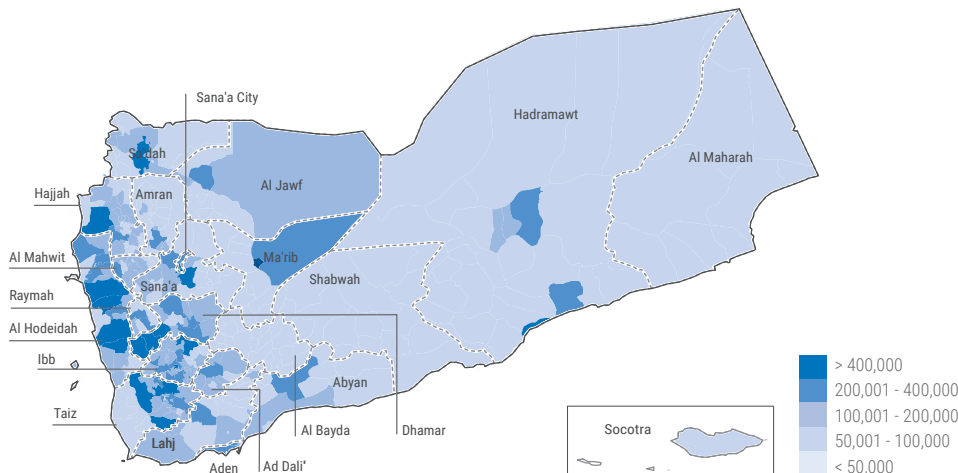 Sana'a City
Hadramawt
Sa'dah
Al Maharah
Al Jawf
Hajjah
Amran
Al Mahwit
Ma'rib
Shabwah
Sana'a
Raymah
Al Hodeidah
Ibb
Abyan
> 400,000
200,001 - 400,000
Taiz
100,001 - 200,000
Al Bayda
Dhamar
Socotra
Lahj
50,001 - 100,000
Aden
Ad Dali'
< 50,000